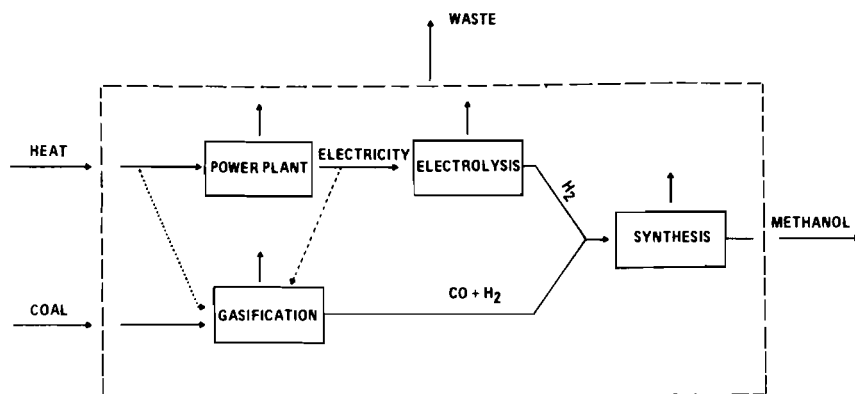 WASTE
HEAT
POWER PLANT
ELECTRICITY
ELECTROLYSIS
H2
SYNTHESIS
METHANOL
COAL
GASIFICATION
CO + H2